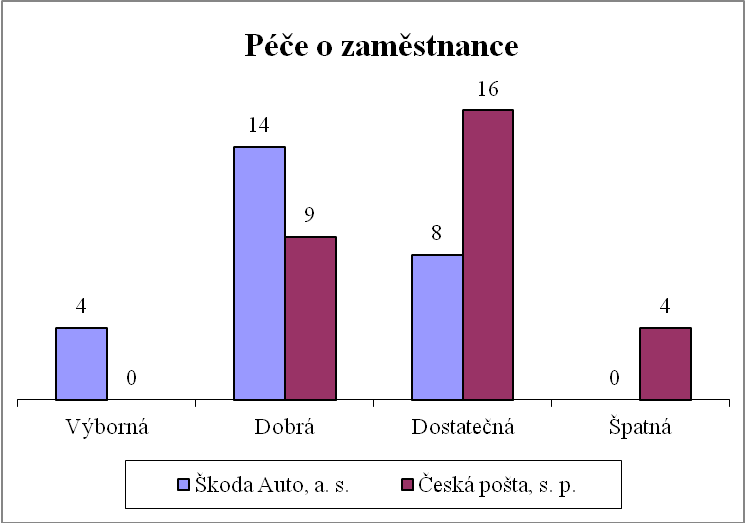 Péče o zaměstnance
16
14
9
8
4
4
0
0
Výborná Dobrá Dostatečná Špatná
Škoda Auto, a. s. Česká pošta, s. p.